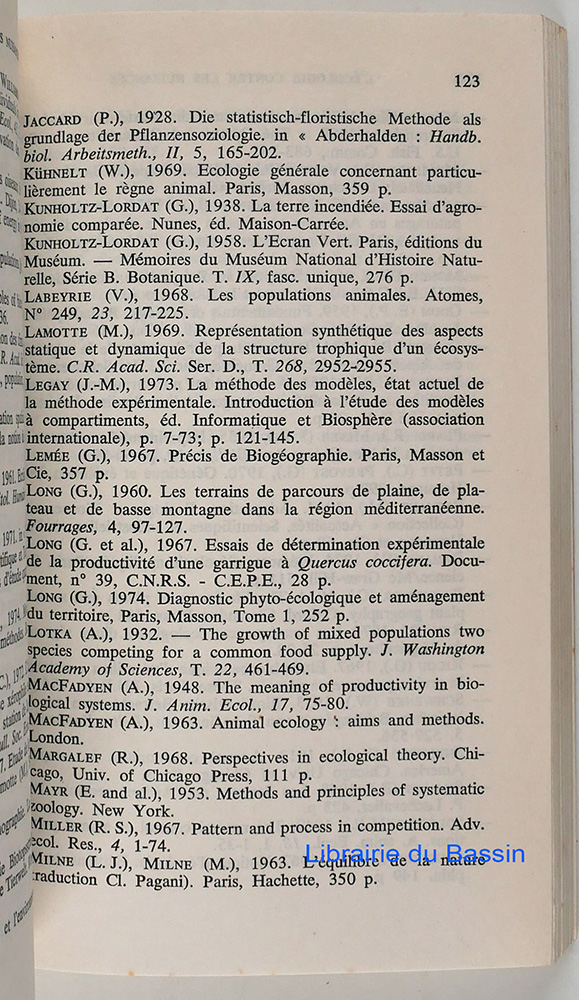 123
JACCARD (P.), 1928. Die statistisch-floristische Methode als
grundlage der Pflanzensoziologie. in « Abderhalden : Handb.
biol. Arbeitsmeth., II, 5, 165-202.
KÜHNELT (W.), 1969. Ecologie générale concernant particu-
lièrement le règne animal. Paris, Masson, 359 p.
KUNHOLTZ-LORDAT (G.), 1938. La terre incendiée. Essai d'agro-
nomie comparée. Nunes, éd. Maison-Carrée.
KUNHOLTZ-LORDAT (G.), 1958. L'Ecran Vert. Paris, éditions du
Muséum. — Mémoires du Muséum National d'Histoire Natu-
relle, Série B. Botanique. T. IX, fasc. unique, 276 p.
LABEYRIE (V.), 1968. Les populations animales. Atomes,
N° 249, 23, 217-225.
LAMOTTE (M.), 1969. Représentation synthétique des aspects
statique et dynamique de la structure trophique d'un écosys-
tème. C.R. Acad. Sci. Ser. D., T. 268, 2952-2955.
LEGAY (J.-M.), 1973. La méthode des modèles, état actuel de
la méthode expérimentale. Introduction à l'étude des modèles
à compartiments, éd. Informatique et Biosphère (association
internationale), p. 7-73; p. 121-145.
LEMÉE (G.), 1967. Précis de Biogéographie. Paris, Masson et
Cie, 357 p.
LONG (G.), 1960. Les terrains de parcours de plaine, de pla-
teau et de basse montagne dans la région méditerranéenne.
Fourrages, 4, 97-127.
LONG (G. et al.), 1967. Essais de détermination expérimentale
de la productivité d'une garrigue à Quercus coccifera. Docu-
ment, n° 39, C.N.R.S. - C.E.P.E., 28 p.
LONG (G.), 1974. Diagnostic phyto-écologique et aménagement
du territoire, Paris, Masson, Tome 1, 252 p.
LOTKA (A.), 1932. — The growth of mixed populations two
species competing for a common food supply. J. Washington
Academy of Sciences, T. 22, 461-469.
MACFADYEN (A.), 1948. The meaning of productivity in bio-
logical systems. J. Anim. Ecol., 17, 75-80.
MACFADYEN (A.), 1963. Animal ecology : aims and methods.
London.
MARGALEF (R.), 1968. Perspectives in ecological theory. Chi-
cago, Univ. of Chicago Press, 111 p.
MAYR (E. and al.), 1953. Methods and principles of systematic
zoology. New York.
MILLER (R. S.), 1967. Pattern and process in competition. Adv.
ecol. Res., 4, 1-74.
MILNE (L. J.), MILNE (M.), 1963. L'équilibre de la nature
traduction Cl. Pagani). Paris, Hachette, 350 p.
Librairie du Bassin